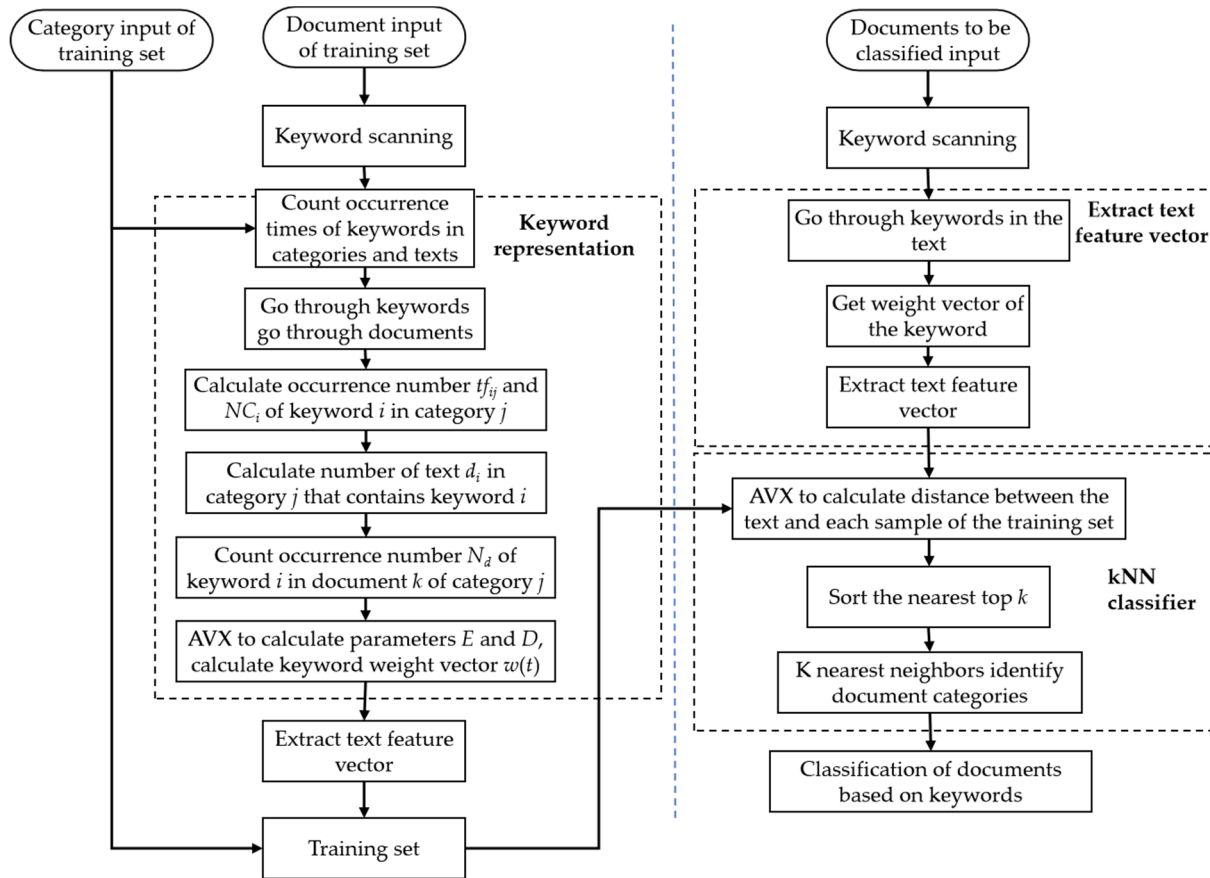 Category input of
training set
Document input
of training set
Keyword scanning
Count occurrence
times of keywords in
categories and texts
Keyword
representation
Go through keywords
go through documents
Calculate occurrence number tf_ij and
NC_i of keyword i in category j
Calculate number of text d_i in
category j that contains keyword i
Count occurrence number N_d of
keyword i in document k of category j
AVX to calculate parameters E and D,
calculate keyword weight vector w(t)
Extract text feature
vector
Training set
Documents to be
classified input
Keyword scanning
Go through keywords in the
text
Extract text
feature vector
Get weight vector of
the keyword
Extract text feature
vector
AVX to calculate distance between the
text and each sample of the training set
Sort the nearest top k
kNN
classifier
K nearest neighbors identify
document categories
Classification of documents
based on keywords